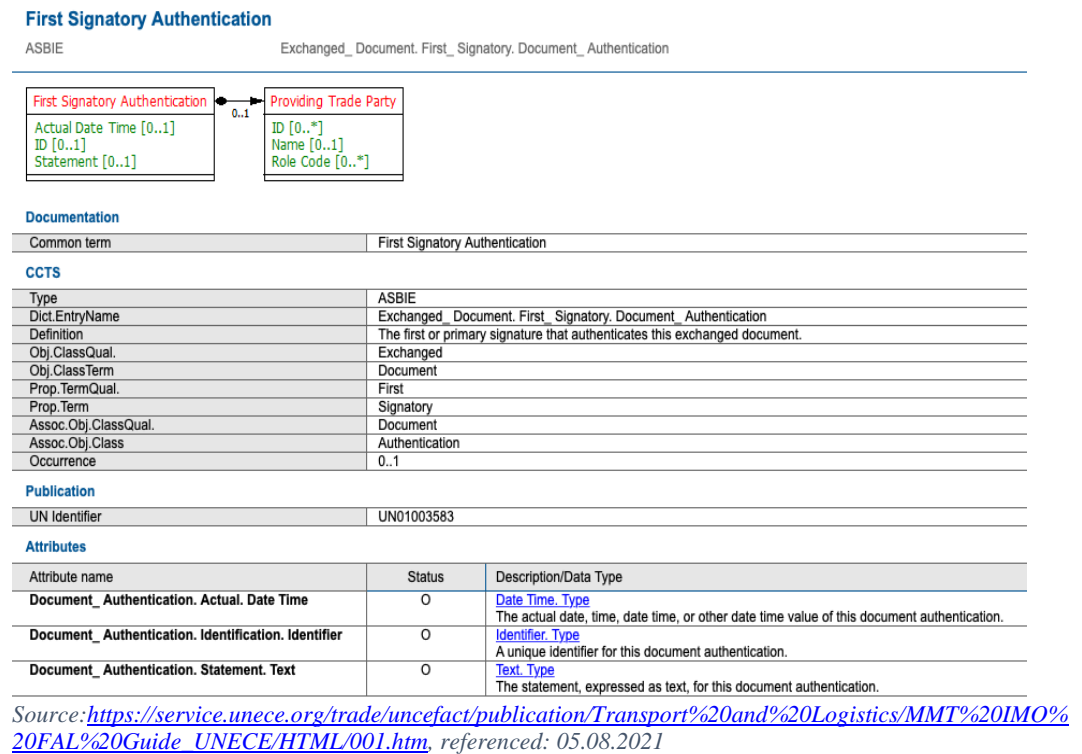 First Signatory Authentication
ASBIE Exchanged_ Document. First_ Signatory. Document_ Authentication
First Signatory Authentication
Actual Date Time [0..1]
ID [0..1]
Statement [0..1]
0..1
Providing Trade Party
ID [0..*]
Name [0..1]
Role Code [0..*]
Documentation
Common term First Signatory Authentication
CCTS
Type ASBIE
Dict.EntryName Exchanged_ Document. First_ Signatory. Document_ Authentication
Definition The first or primary signature that authenticates this exchanged document.
Obj.ClassQual. Exchanged
Obj.ClassTerm Document
Prop.TermQual. First
Prop.Term Signatory
Assoc.Obj.ClassQual. Document
Assoc.Obj.Class Authentication
Occurrence 0..1
Publication
UN Identifier UN01003583
Attributes
Attribute name Status Description/Data Type
Document_ Authentication. Actual. Date Time O Date Time. Type
The actual date, time, date time, or other date time value of this document authentication.
Document_ Authentication. Identification. Identifier O Identifier. Type
A unique identifier for this document authentication.
Document_ Authentication. Statement. Text O Text. Type
The statement, expressed as text, for this document authentication.
Source:https://service.unece.org/trade/uncefact/publication/Transport%20and%20Logistics/MMT%20IMO%
20FAL%20Guide_UNECE/HTML/001.htm, referenced: 05.08.2021